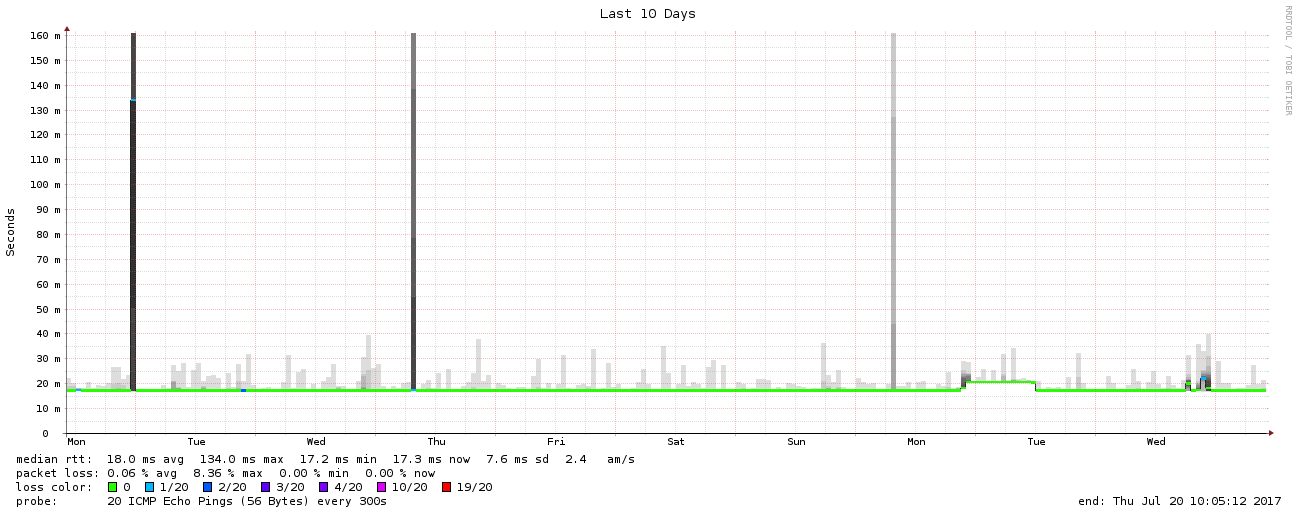 Last 10 Days
RRDTOOL / TOBI OETIKER
Seconds
160 m
150 m
140 m
130 m
120 m
110 m
100 m
90 m
80 m
70 m
60 m
50 m
40 m
30 m
20 m
10 m
0
Mon Tue Wed Thu Fri Sat Sun Mon Tue Wed
median rtt: 18.0 ms avg 134.0 ms max 17.2 ms min 17.3 ms now 7.6 ms sd 2.4 am/s
packet loss: 0.06 % avg 8.36 % max 0.00 % min 0.00 % now
loss color: 0 1/20 2/20 3/20 4/20 10/20 19/20
probe: 20 ICMP Echo Pings (56 Bytes) every 300s end: Thu Jul 20 10:05:12 2017